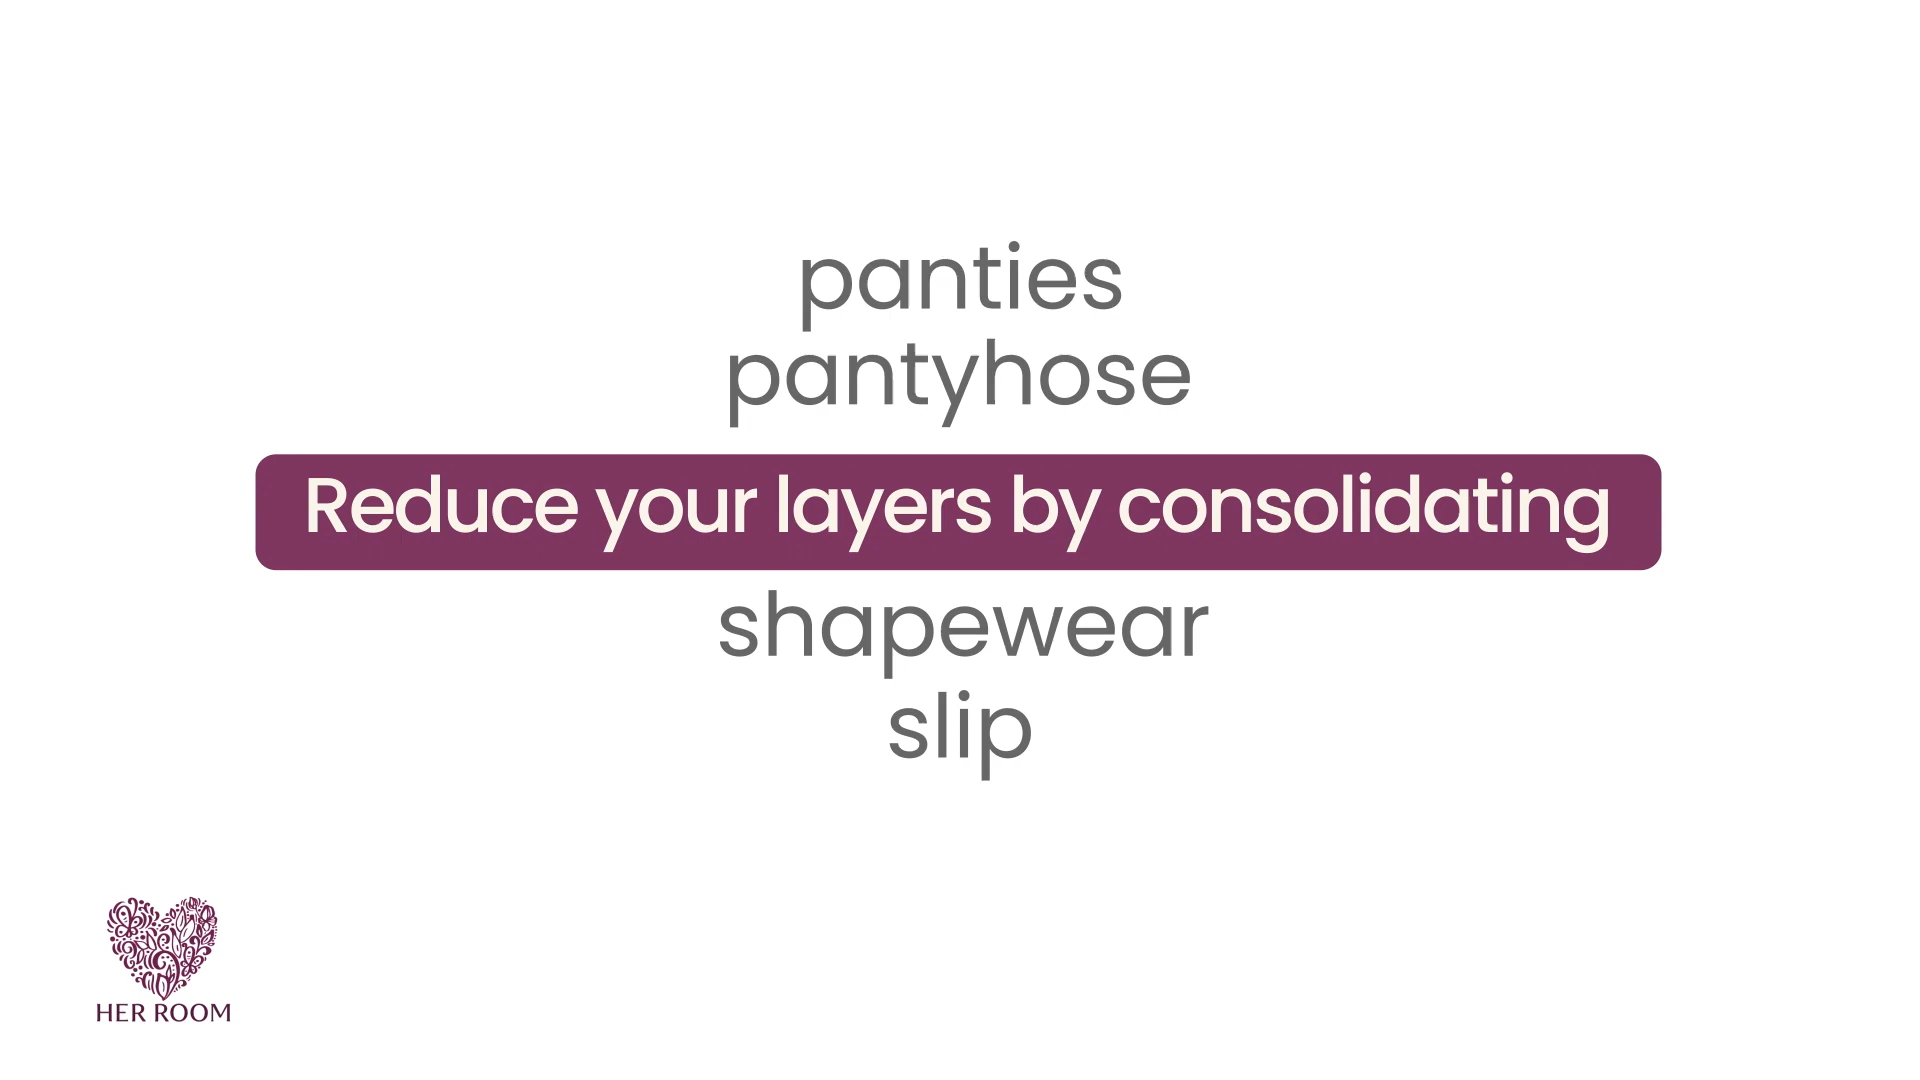 panties
pantyhose
Reduce your layers by consolidating
shapewear
slip
HER ROOM